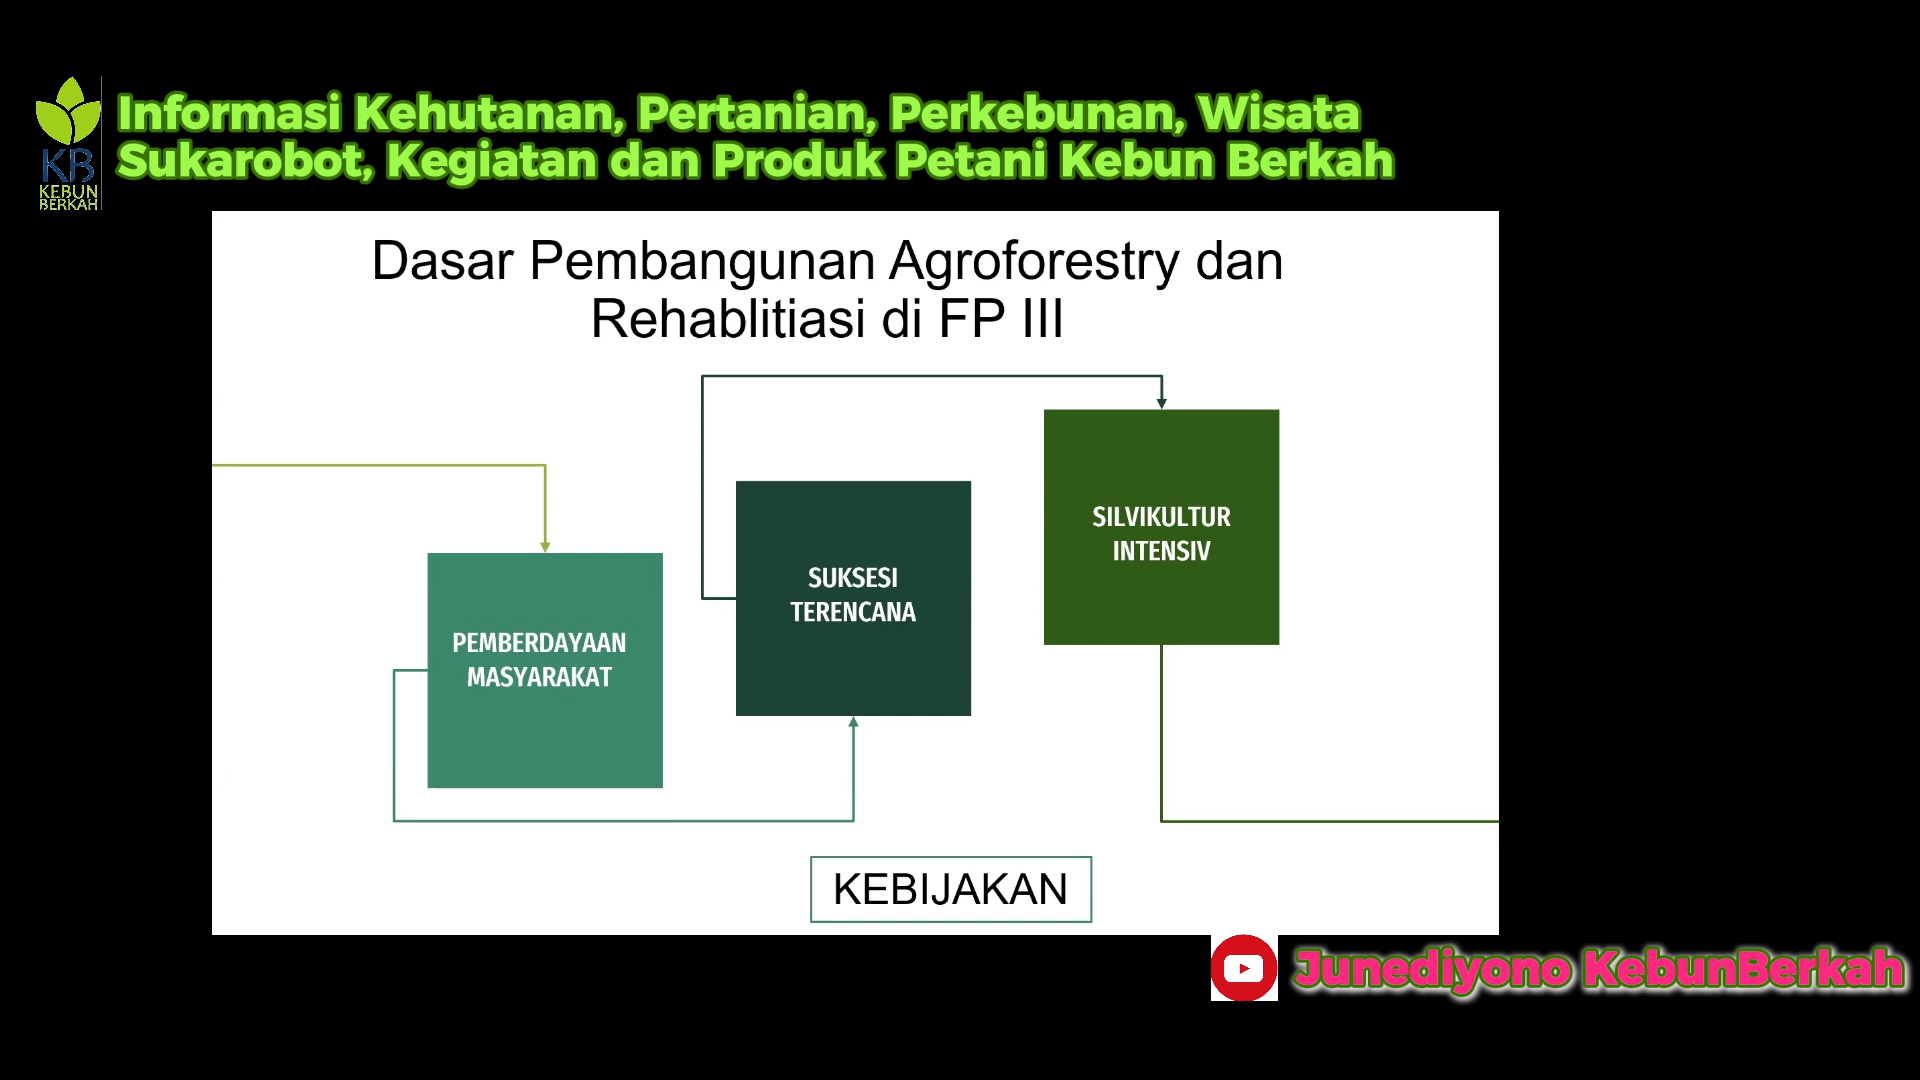 Informasi Kehutanan, Pertanian, Perkebunan, Wisata
Sukarobot, Kegiatan dan Produk Petani Kebun Berkah
KB
KEBUN
BERKAH
Dasar Pembangunan Agroforestry dan
Rehablitiasi di FP III
PEMBERDAYAAN
MASYARAKAT
SUKSESI
TERENCANA
SILVIKULTUR
INTENSIV
KEBIJAKAN
Junediyono KebunBerkah